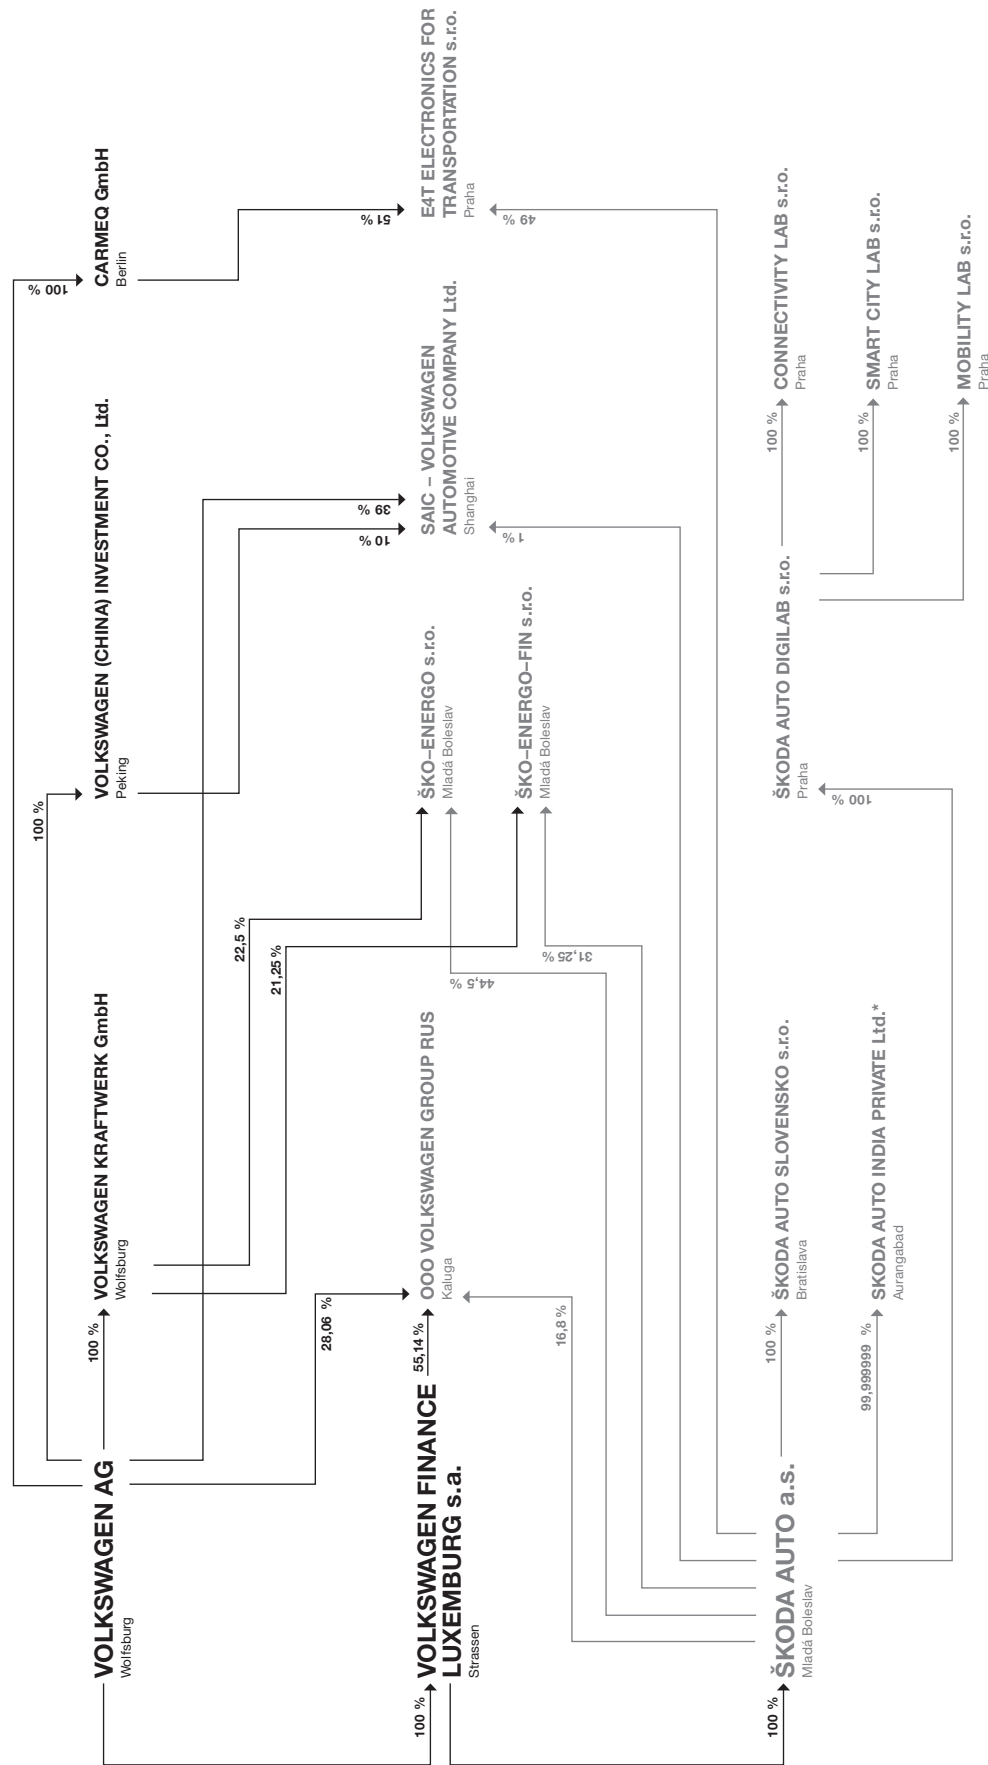 VOLKSWAGEN AG
Wolfsburg
100 %
VOLKSWAGEN KRAFTWERK GmbH
Wolfsburg
100 %
VOLKSWAGEN (CHINA) INVESTMENT CO., Ltd.
Peking
100 %
CARMEQ GmbH
Berlin
28,06 %
21,25 %
22,5 %
100 %
VOLKSWAGEN FINANCE
LUXEMBURG s.a.
Strassen
55,14 %
OOO VOLKSWAGEN GROUP RUS
Kaluga
ŠKO–ENERGO s.r.o.
Mladá Boleslav
ŠKO–ENERGO–FIN s.r.o.
Mladá Boleslav
10 %
39 %
SAIC – VOLKSWAGEN
AUTOMOTIVE COMPANY Ltd.
Shanghai
51 %
E4T ELECTRONICS FOR
TRANSPORTATION s.r.o.
Praha
16,8 %
44,5 %
31,25 %
1 %
49 %
100 %
ŠKODA AUTO a.s.
Mladá Boleslav
100 %
ŠKODA AUTO SLOVENSKO s.r.o.
Bratislava
99,999999 %
SKODA AUTO INDIA PRIVATE Ltd.*
Aurangabad
100 %
ŠKODA AUTO DIGILAB s.r.o.
Praha
100 %
CONNECTIVITY LAB s.r.o.
Praha
100 %
SMART CITY LAB s.r.o.
Praha
100 %
MOBILITY LAB s.r.o.
Praha